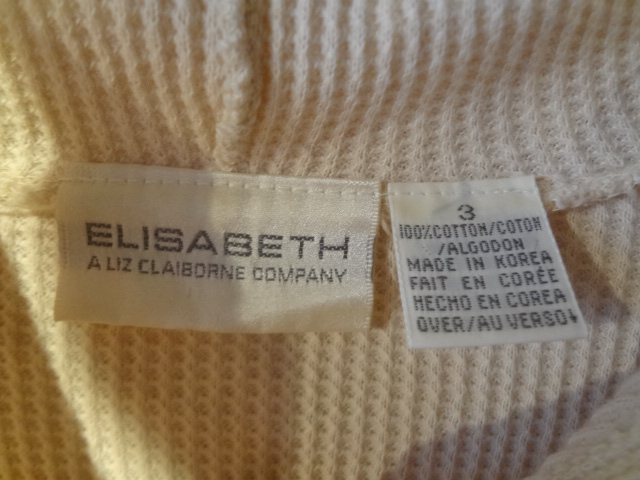 ELISABETH
A LIZ CLAIBORNE COMPANY
3
100%COTTON/COTON
/ALGODON
MADE IN KOREA
FAIT EN CORÉE
HECHO EN COREA
OVER/AU VERSO↓